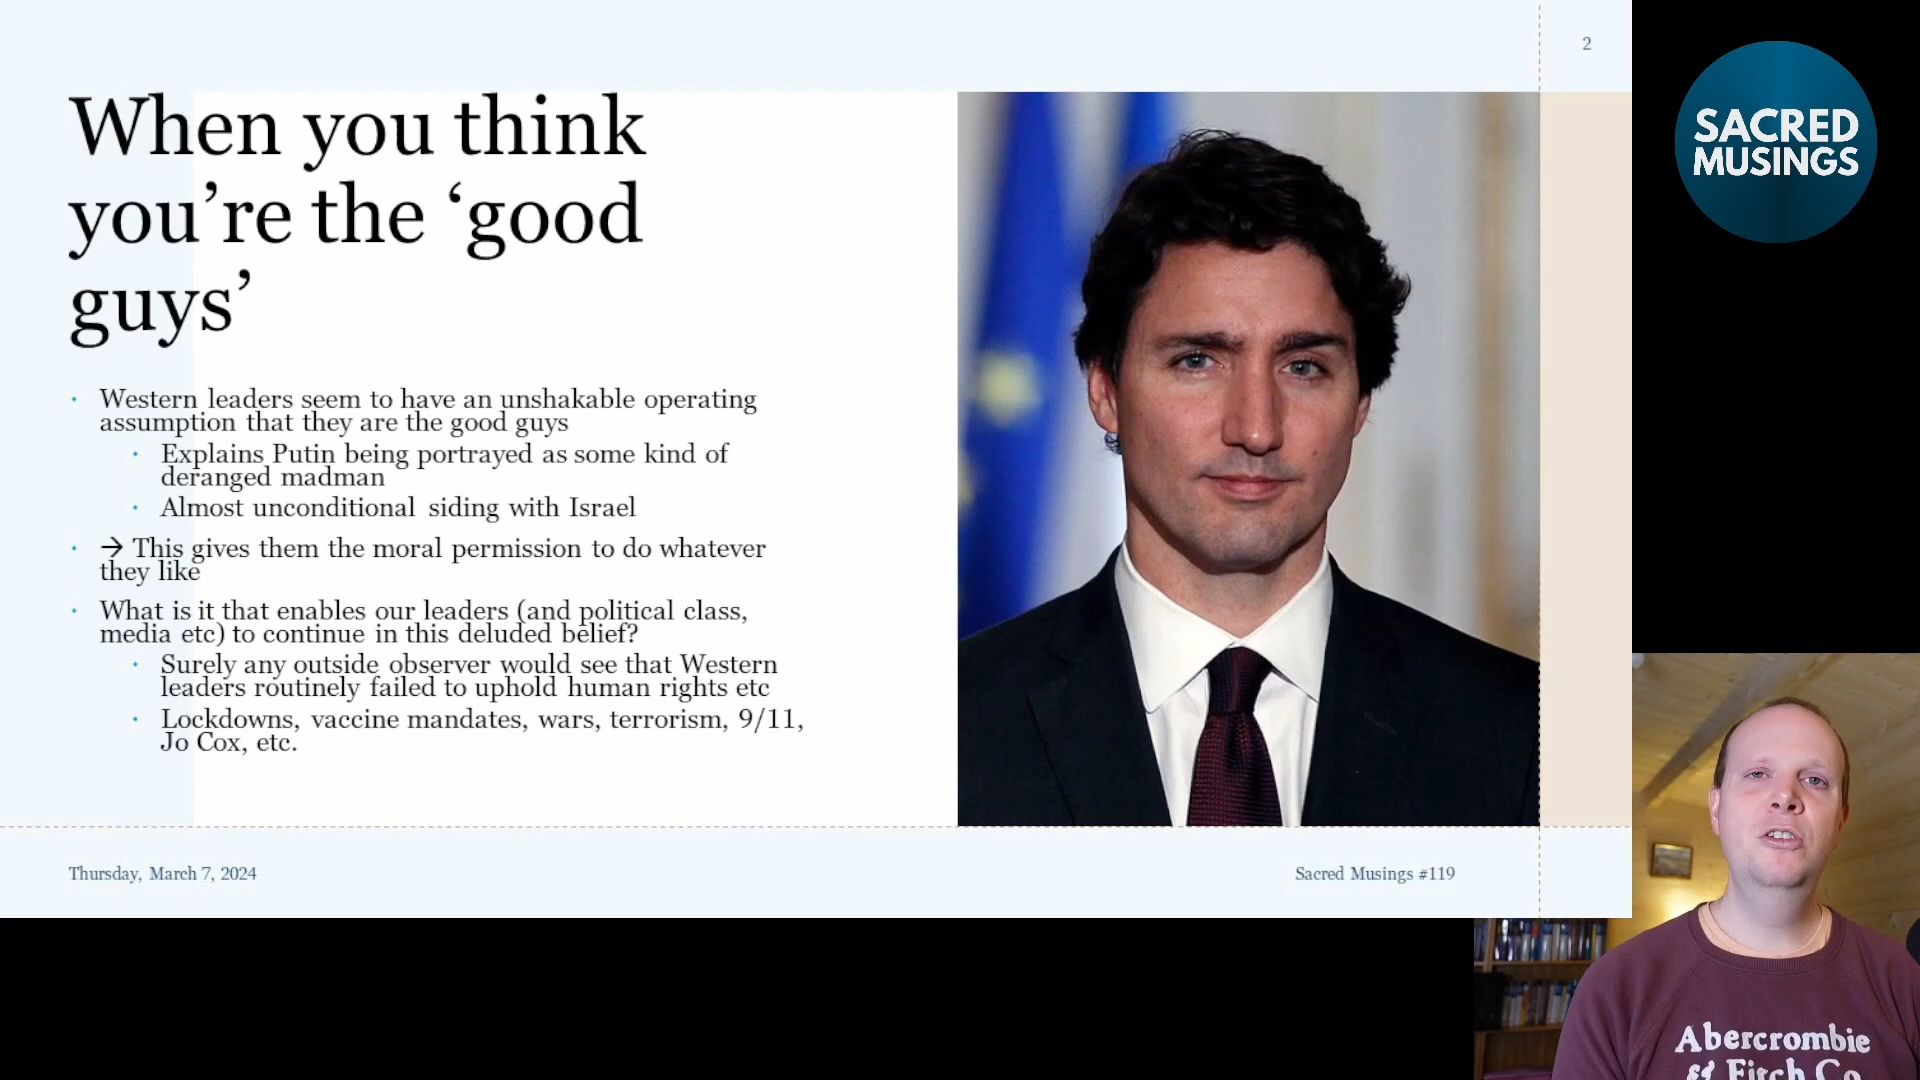 2
When you think
you’re the ‘good
guys’
• Western leaders seem to have an unshakable operating
assumption that they are the good guys
• Explains Putin being portrayed as some kind of
deranged madman
• Almost unconditional siding with Israel
• → This gives them the moral permission to do whatever
they like
• What is it that enables our leaders (and political class,
media etc) to continue in this deluded belief?
• Surely any outside observer would see that Western
leaders routinely failed to uphold human rights etc
• Lockdowns, vaccine mandates, wars, terrorism, 9/11,
Jo Cox, etc.
Thursday, March 7, 2024
Sacred Musings #119
SACRED
MUSINGS
Abercrombie
& Fitch Co